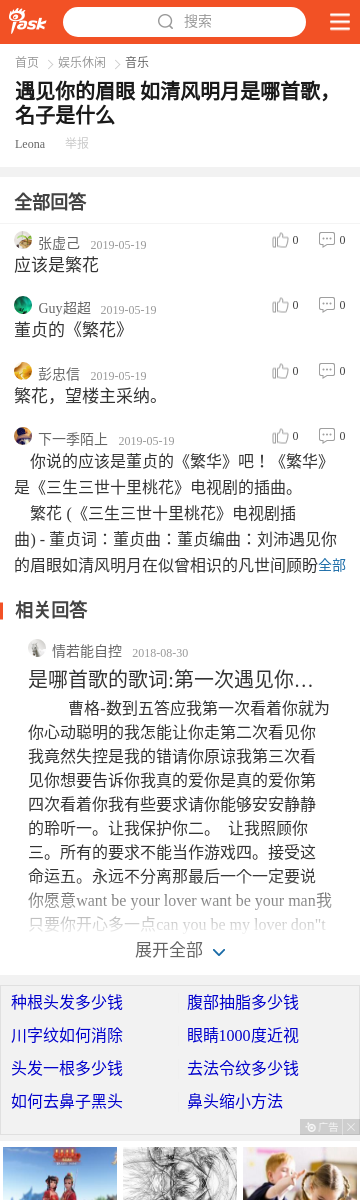 iask
搜索
首页 娱乐休闲 音乐
遇见你的眉眼 如清风明月是哪首歌，
名子是什么
Leona 举报
全部回答
张虚己 2019-05-19 0 0
应该是繁花
Guy超超 2019-05-19 0 0
董贞的《繁花》
彭忠信 2019-05-19 0 0
繁花，望楼主采纳。
下一季陌上 2019-05-19 0 0
你说的应该是董贞的《繁华》吧！《繁华》
是《三生三世十里桃花》电视剧的插曲。
繁花 (《三生三世十里桃花》电视剧插
曲) - 董贞词：董贞曲：董贞编曲：刘沛遇见你
的眉眼如清风明月在似曾相识的凡世间顾盼全部
相关回答
情若能自控 2018-08-30
是哪首歌的歌词:第一次遇见你…
曹格-数到五答应我第一次看着你就为
你心动聪明的我怎能让你走第二次看见你
我竟然失控是我的错请你原谅我第三次看
见你想要告诉你我真的爱你是真的爱你第
四次看着你我有些要求请你能够安安静静
的聆听一。让我保护你二。 让我照顾你
三。所有的要求不能当作游戏四。接受这
命运五。永远不分离那最后一个一定要说
你愿意want be your lover want be your man我
只要你开心多一点can you be my lover don"t
展开全部
种根头发多少钱 腹部抽脂多少钱
川字纹如何消除 眼睛1000度近视
头发一根多少钱 去法令纹多少钱
如何去鼻子黑头 鼻头缩小方法
广告